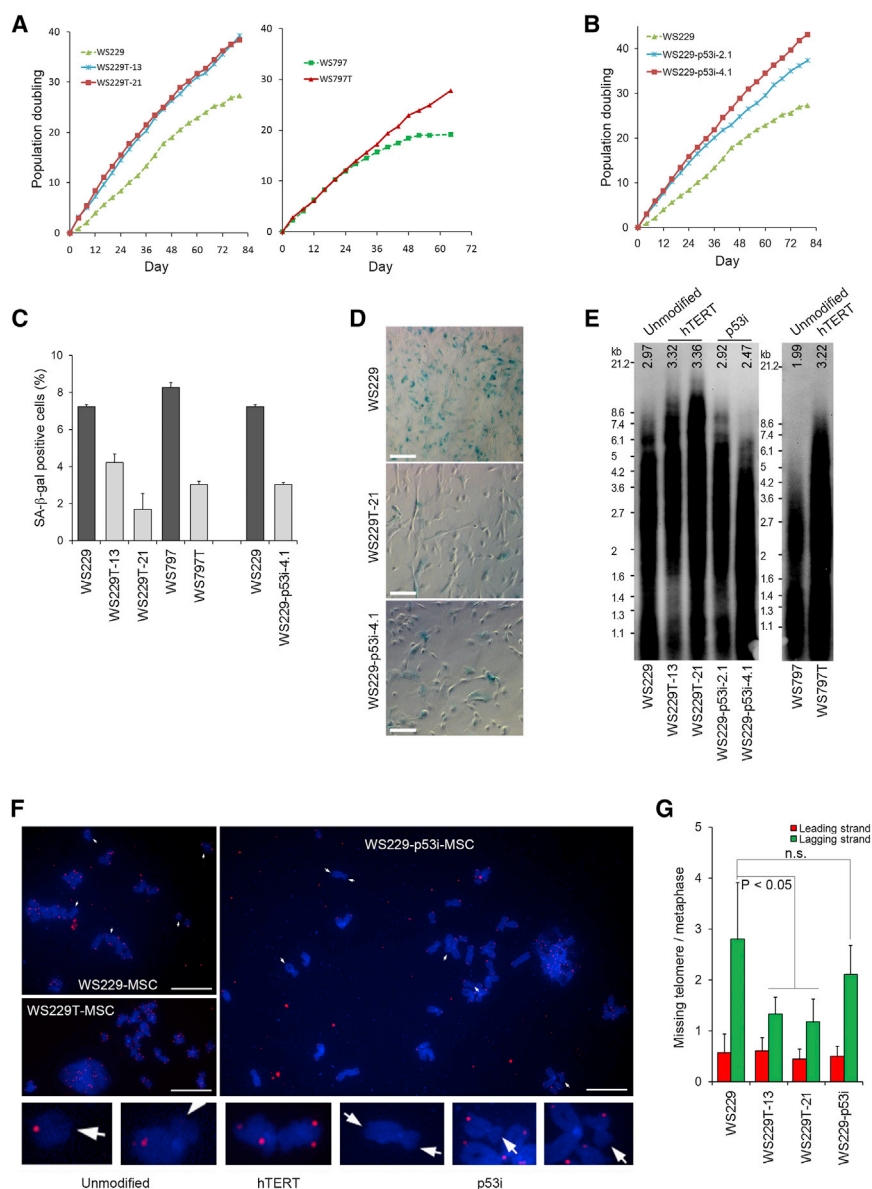 A
Population doubling
40
30
20
10
0
WS229
WS229T-13
WS229T-21
0 12 24 36 48 60 72 84
Day
40
30
20
10
0
WS797
WS797T
0 12 24 36 48 60 72
Day
B
Population doubling
40
30
20
10
0
WS229
WS229-p53i-2.1
WS229-p53i-4.1
0 12 24 36 48 60 72 84
Day
C
SA-β-gal positive cells (%)
10
8
6
4
2
0
WS229
WS229T-13
WS229T-21
WS797
WS797T
WS229
WS229-p53i-4.1
D
WS229
WS229T-21
WS229-p53i-4.1
E
Unmodified
hTERT
p53i
kb
21.2
2.97
3.32
3.36
2.92
2.47
8.6
7.4
6.1
5
4.2
3.6
2.7
2
1.6
1.4
1.3
1.1
WS229
WS229T-13
WS229T-21
WS229-p53i-2.1
WS229-p53i-4.1
Unmodified
hTERT
kb
21.2
1.99
3.22
8.6
7.4
6.1
5
4.2
3.6
2.7
2
1.6
1.4
1.3
1.1
WS797
WS797T
F
WS229-MSC
WS229T-MSC
WS229-p53i-MSC
Unmodified
hTERT
p53i
G
Missing telomere / metaphase
5
4
3
2
1
0
Leading strand
Lagging strand
n.s.
P < 0.05
WS229
WS229T-13
WS229T-21
WS229-p53i